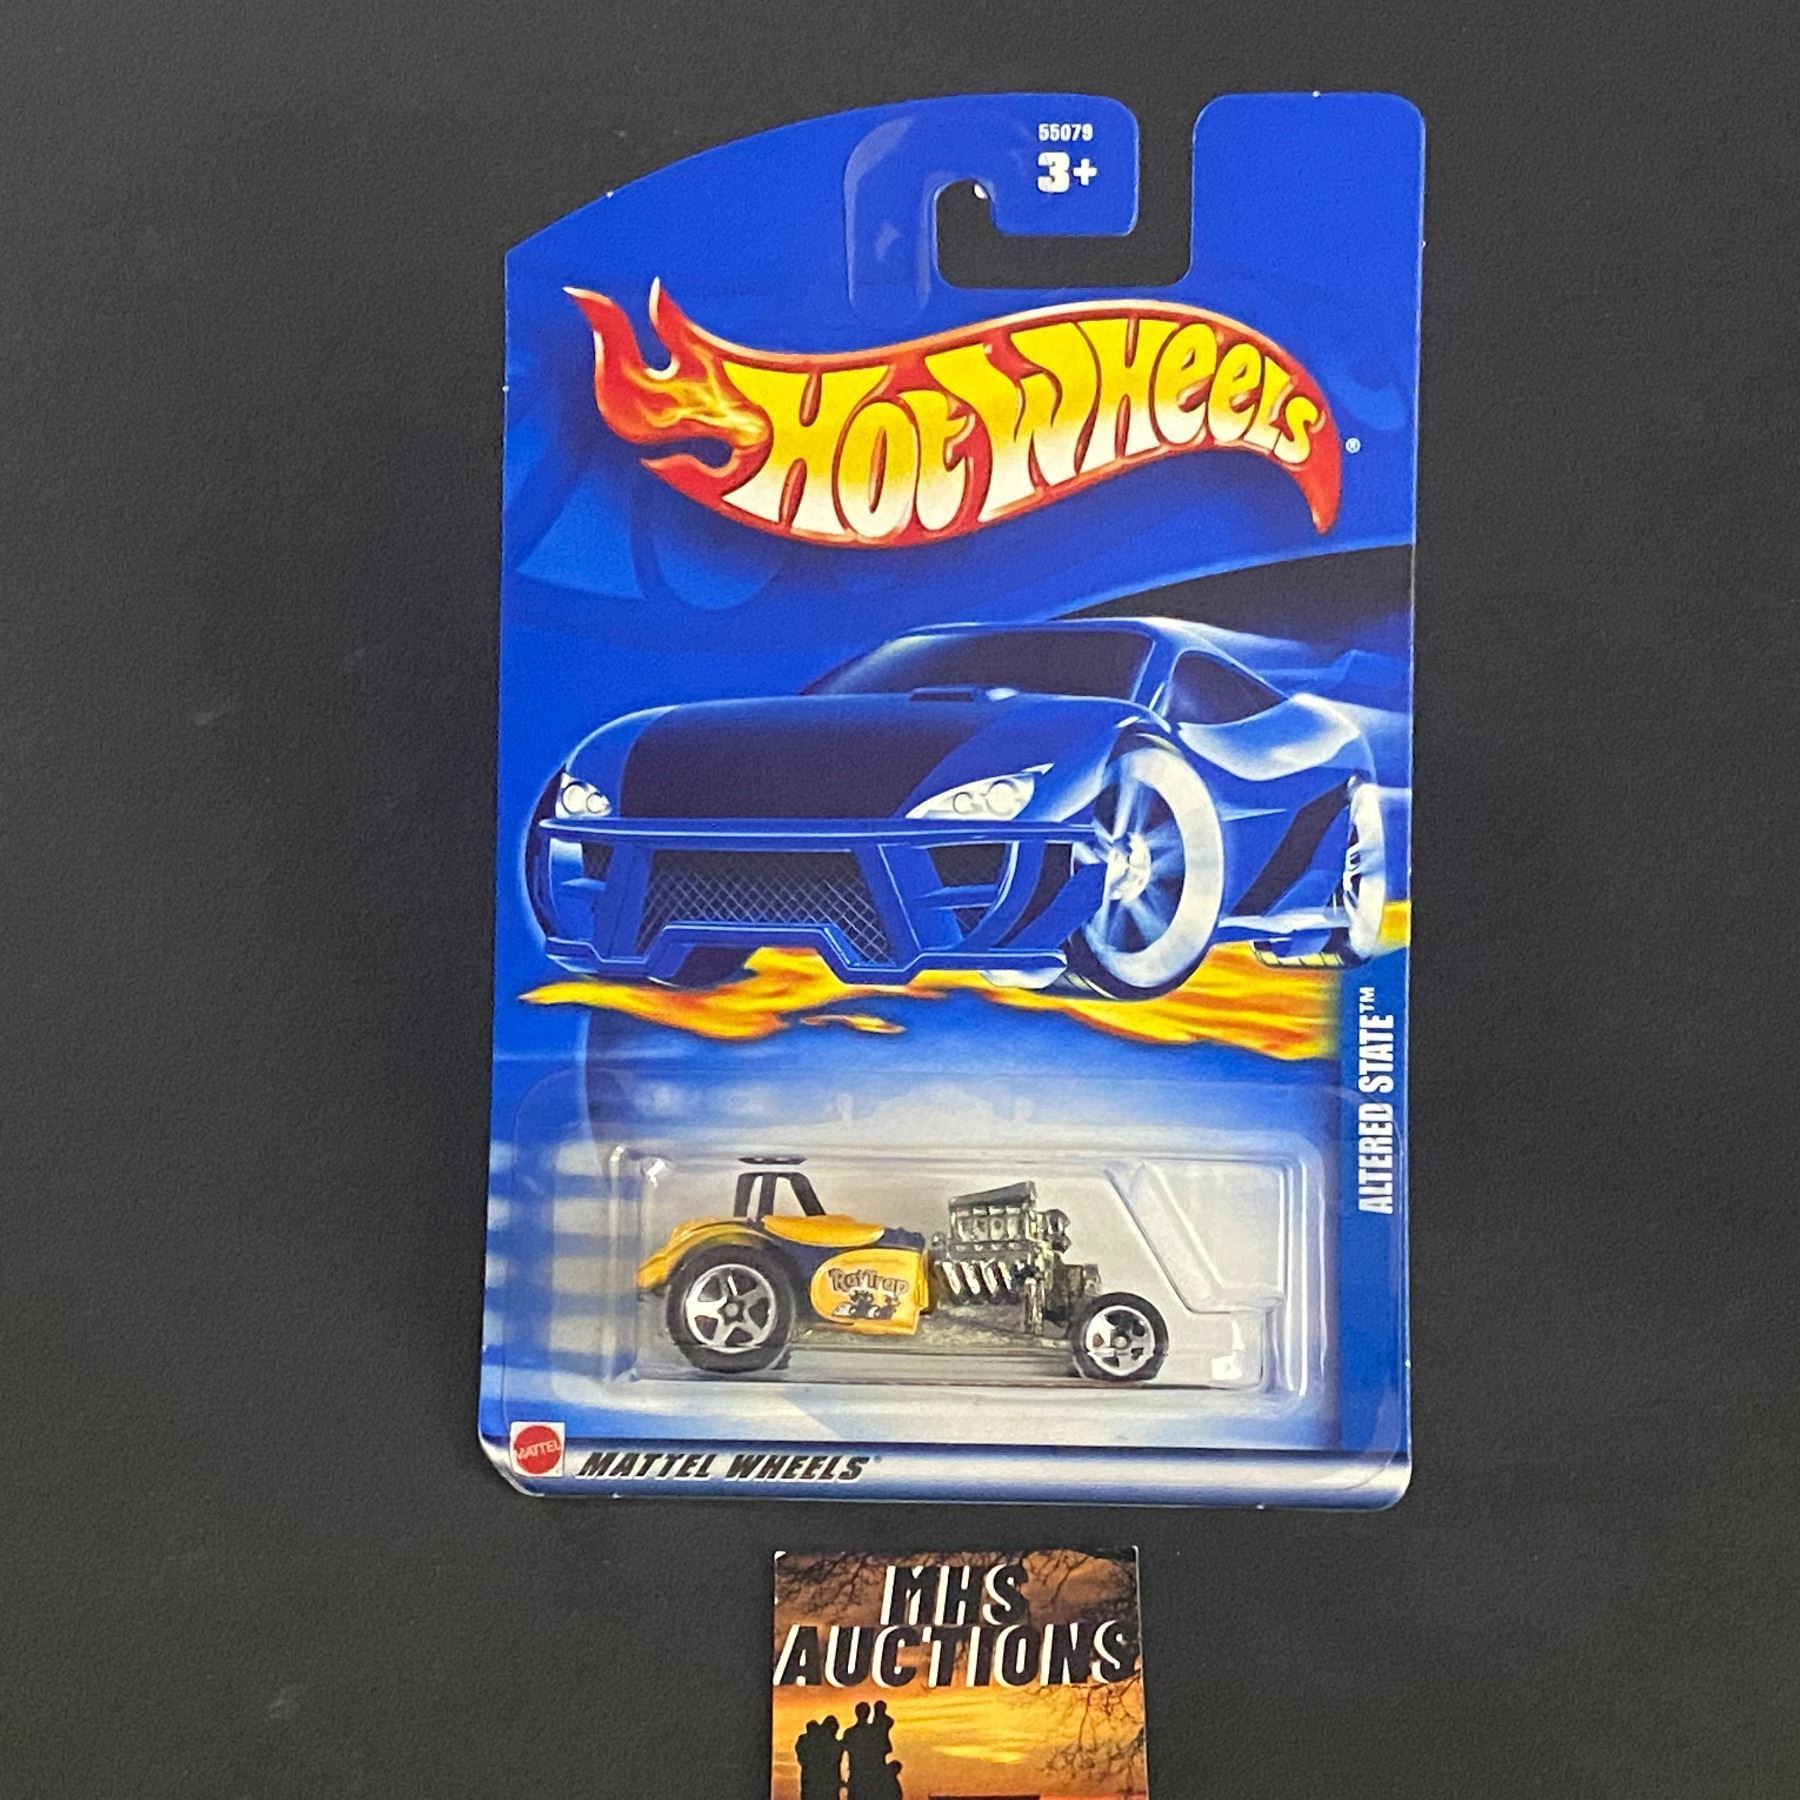 55079
3+
HOT WHEELS®
ALTERED STATE™
Rat Trap
MATTEL
MATTEL WHEELS
MHS
AUCTIONS